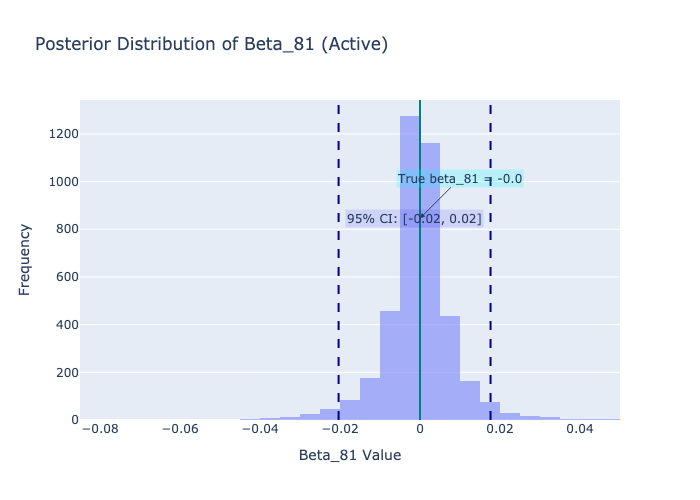 Posterior Distribution of Beta_81 (Active)
1200
1000
800
600
400
200
0
Frequency
True beta_81 = -0.0
95% CI: [-0.02, 0.02]
−0.08
−0.06
−0.04
−0.02
0
0.02
0.04
Beta_81 Value